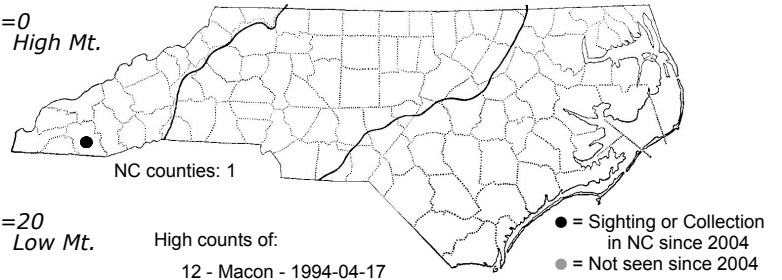 =0
High Mt.
NC counties: 1
=20
Low Mt.
High counts of:
12 - Macon - 1994-04-17
● = Sighting or Collection
in NC since 2004
● = Not seen since 2004